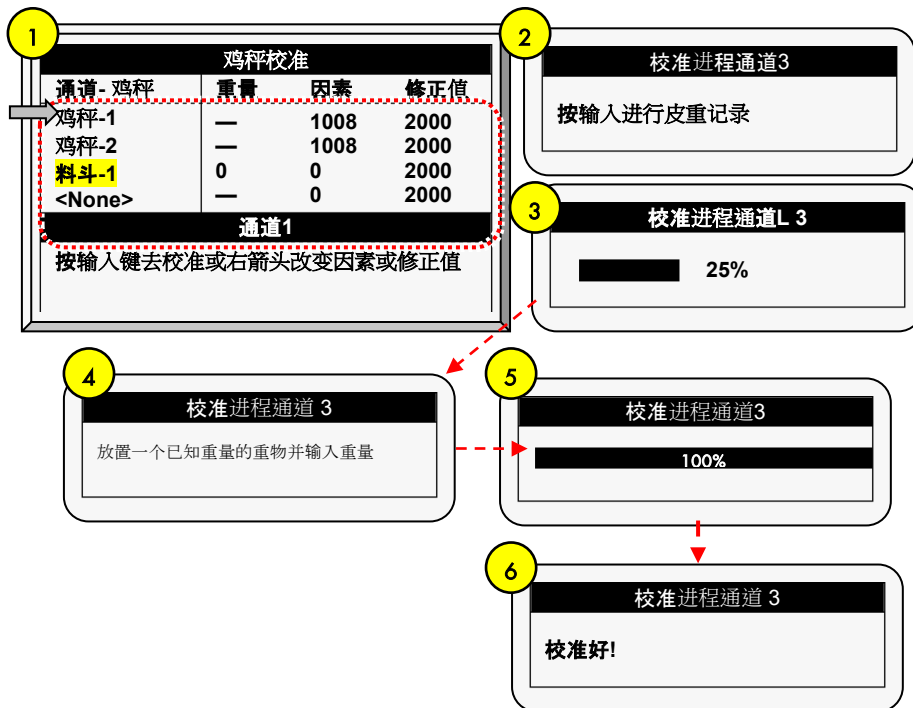 1
鸡秤校准
通道- 鸡秤 重量 因素 修正值
鸡秤-1 — 1008 2000
鸡秤-2 — 1008 2000
料斗-1 0 0 2000
<None> — 0 2000
通道1
按输入键去校准或右箭头改变因素或修正值
2
校准进程通道3
按输入进行皮重记录
3
校准进程通道L 3
25%
4
校准进程通道 3
放置一个已知重量的重物并输入重量
5
校准进程通道3
100%
6
校准进程通道 3
校准好!